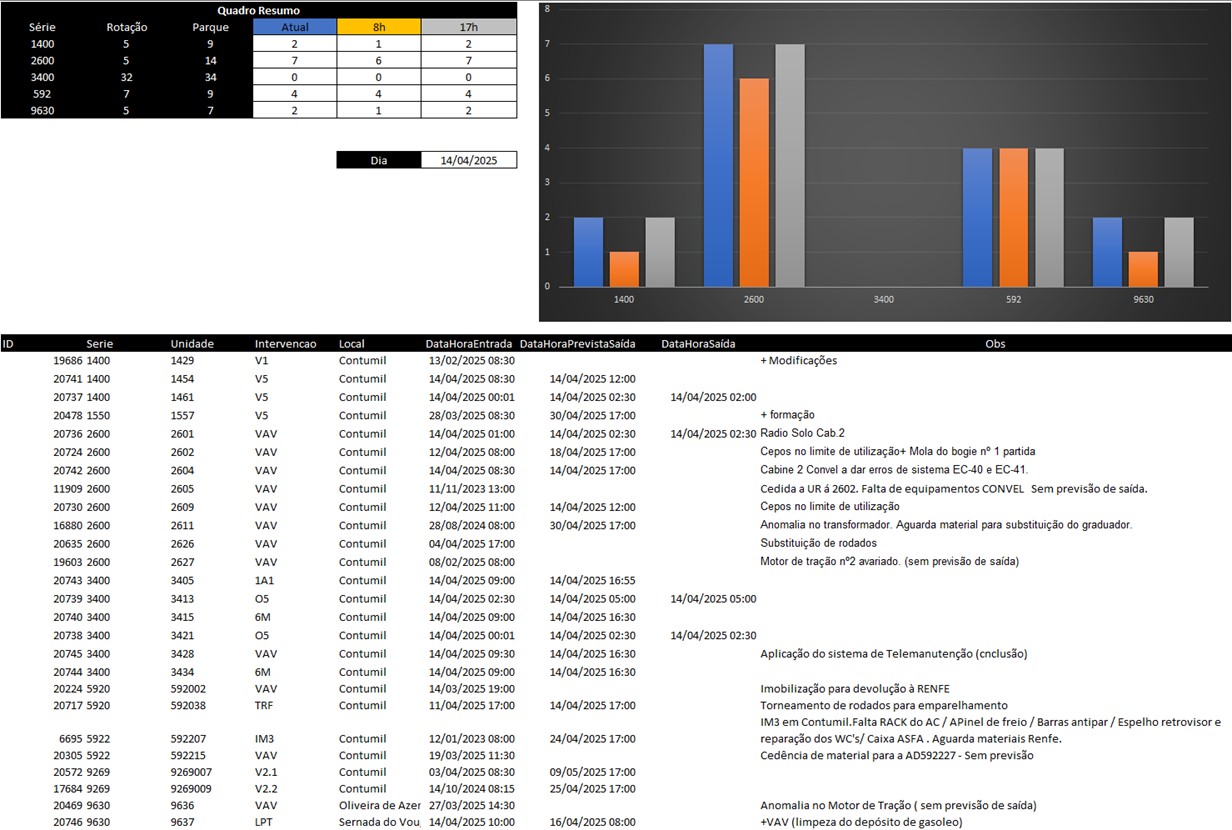 Quadro Resumo
Série Rotação Parque Atual 8h 17h
1400 5 9 2 1 2
2600 5 14 7 6 7
3400 32 34 0 0 0
592 7 9 4 4 4
9630 5 7 2 1 2
Dia 14/04/2025
8
7
6
5
4
3
2
1
0
1400 2600 3400 592 9630
ID Serie Unidade Intervencao Local DataHoraEntrada DataHoraPrevistaSaída DataHoraSaída Obs
19686 1400 1429 V1 Contumil 13/02/2025 08:30 + Modificações
20741 1400 1454 V5 Contumil 14/04/2025 08:30 14/04/2025 12:00
20737 1400 1461 V5 Contumil 14/04/2025 00:01 14/04/2025 02:30 14/04/2025 02:00
20478 1550 1557 V5 Contumil 28/03/2025 08:30 30/04/2025 17:00 + formação
20736 2600 2601 VAV Contumil 14/04/2025 01:00 14/04/2025 02:30 14/04/2025 02:30 Radio Solo Cab.2
20724 2600 2602 VAV Contumil 12/04/2025 08:00 18/04/2025 17:00 Cepos no limite de utilização+ Mola do bogie nº 1 partida
20742 2600 2604 VAV Contumil 14/04/2025 08:30 14/04/2025 17:00 Cabine 2 Convel a dar erros de sistema EC-40 e EC-41.
11909 2600 2605 VAV Contumil 11/11/2023 13:00 Cedida a UR á 2602. Falta de equipamentos CONVEL Sem previsão de saída.
20730 2600 2609 VAV Contumil 12/04/2025 11:00 14/04/2025 12:00 Cepos no limite de utilização
16880 2600 2611 VAV Contumil 28/08/2024 08:00 30/04/2025 17:00 Anomalia no transformador. Aguarda material para substituição do graduador.
20635 2600 2626 VAV Contumil 04/04/2025 17:00 Substituição de rodados
19603 2600 2627 VAV Contumil 08/02/2025 08:00 Motor de tração nº2 avariado. (sem previsão de saída)
20743 3400 3405 1A1 Contumil 14/04/2025 09:00 14/04/2025 16:55
20739 3400 3413 O5 Contumil 14/04/2025 02:30 14/04/2025 05:00 14/04/2025 05:00
20740 3400 3415 6M Contumil 14/04/2025 09:00 14/04/2025 16:30
20738 3400 3421 O5 Contumil 14/04/2025 00:01 14/04/2025 02:30 14/04/2025 02:30
20745 3400 3428 VAV Contumil 14/04/2025 09:30 14/04/2025 16:30 Aplicação do sistema de Telemanutenção (cnclusão)
20744 3400 3434 6M Contumil 14/04/2025 09:00 14/04/2025 16:30
20224 5920 592002 VAV Contumil 14/03/2025 19:00 Imobilização para devolução à RENFE
20717 5920 592038 TRF Contumil 11/04/2025 17:00 14/04/2025 17:00 Torneamento de rodados para emparelhamento
IM3 em Contumil.Falta RACK do AC / APinel de freio / Barras antipar / Espelho retrovisor e
6695 5922 592207 IM3 Contumil 12/01/2023 08:00 24/04/2025 17:00 reparação dos WC's/ Caixa ASFA . Aguarda materiais Renfe.
20305 5922 592215 VAV Contumil 19/03/2025 11:30 Cedência de material para a AD592227 - Sem previsão
20572 9269 9269007 V2.1 Contumil 03/04/2025 08:30 09/05/2025 17:00
17684 9269 9269009 V2.2 Contumil 14/10/2024 08:15 25/04/2025 17:00
20469 9630 9636 VAV Oliveira de Azer 27/03/2025 14:30 Anomalia no Motor de Tração ( sem previsão de saída)
20746 9630 9637 LPT Sernada do Vou 14/04/2025 10:00 16/04/2025 08:00 +VAV (limpeza do depósito de gasoleo)